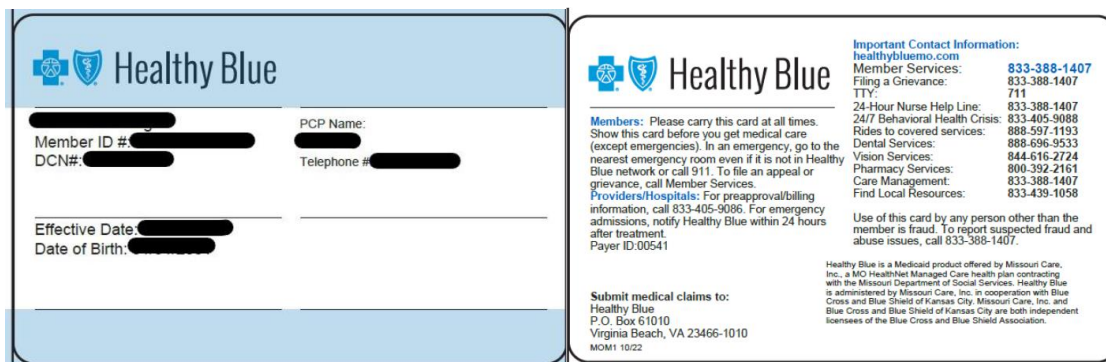 Healthy Blue
Member ID #:
DCN#:
Effective Date:
Date of Birth:
PCP Name:
Telephone #
Healthy Blue
Members: Please carry this card at all times.
Show this card before you get medical care
(except emergencies). In an emergency, go to the
nearest emergency room even if it is not in Healthy
Blue network or call 911. To file an appeal or
grievance, call Member Services.
Providers/Hospitals: For preapproval/billing
information, call 833-405-9086. For emergency
admissions, notify Healthy Blue within 24 hours
after treatment.
Payer ID:00541
Submit medical claims to:
Healthy Blue
P.O. Box 61010
Virginia Beach, VA 23466-1010
MOM1 10/22
Important Contact Information:
healthybluemo.com
Member Services: 833-388-1407
Filing a Grievance: 833-388-1407
TTY: 711
24-Hour Nurse Help Line: 833-388-1407
24/7 Behavioral Health Crisis: 833-405-9088
Rides to covered services: 888-597-1193
Dental Services: 888-696-9533
Vision Services: 844-616-2724
Pharmacy Services: 800-392-2161
Care Management: 833-388-1407
Find Local Resources: 833-439-1058
Use of this card by any person other than the
member is fraud. To report suspected fraud and
abuse issues, call 833-388-1407.
Healthy Blue is a Medicaid product offered by Missouri Care,
Inc., a MO HealthNet Managed Care health plan contracting
with the Missouri Department of Social Services. Healthy Blue
is administered by Missouri Care, Inc. in cooperation with Blue
Cross and Blue Shield of Kansas City. Missouri Care, Inc. and
Blue Cross and Blue Shield of Kansas City are both independent
licensees of the Blue Cross and Blue Shield Association.